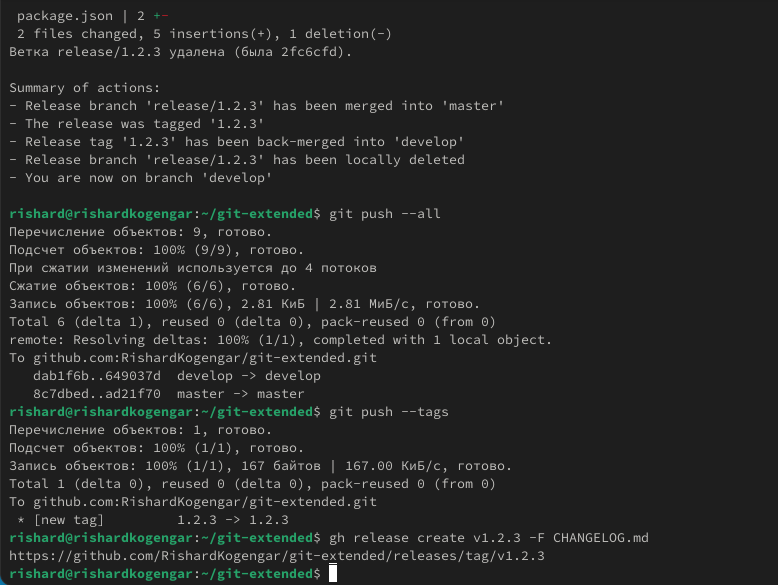 package.json | 2 +-
2 files changed, 5 insertions(+), 1 deletion(-)
Ветка release/1.2.3 удалена (была 2fc6cfd).
Summary of actions:
- Release branch 'release/1.2.3' has been merged into 'master'
- The release was tagged '1.2.3'
- Release tag '1.2.3' has been back-merged into 'develop'
- Release branch 'release/1.2.3' has been locally deleted
- You are now on branch 'develop'
rishard@rishardkogengar:~/git-extended$ git push --all
Перечисление объектов: 9, готово.
Подсчет объектов: 100% (9/9), готово.
При сжатии изменений используется до 4 потоков
Сжатие объектов: 100% (6/6), готово.
Запись объектов: 100% (6/6), 2.81 КиБ | 2.81 МиБ/с, готово.
Total 6 (delta 1), reused 0 (delta 0), pack-reused 0 (from 0)
remote: Resolving deltas: 100% (1/1), completed with 1 local object.
To github.com:RishardKogengar/git-extended.git
dab1f6b..649037d  develop -> develop
8c7dbed..ad21f70  master -> master
rishard@rishardkogengar:~/git-extended$ git push --tags
Перечисление объектов: 1, готово.
Подсчет объектов: 100% (1/1), готово.
Запись объектов: 100% (1/1), 167 байтов | 167.00 КиБ/с, готово.
Total 1 (delta 0), reused 0 (delta 0), pack-reused 0 (from 0)
To github.com:RishardKogengar/git-extended.git
* [new tag]         1.2.3 -> 1.2.3
rishard@rishardkogengar:~/git-extended$ gh release create v1.2.3 -F CHANGELOG.md
https://github.com/RishardKogengar/git-extended/releases/tag/v1.2.3
rishard@rishardkogengar:~/git-extended$